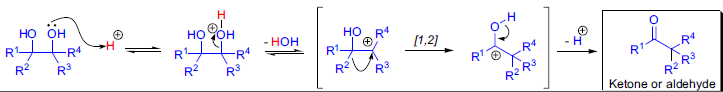 HO OH
R¹ R⁴
R² R³
H⊕
H
HO ⊕OH
R¹ R⁴
R² R³
- HOH
HO R⁴
R¹ ⊕
R² R³
[1,2]
O H
R⁴
R¹ ⊕
R² R³
- H⊕
O
R⁴
R¹
R² R³
Ketone or aldehyde